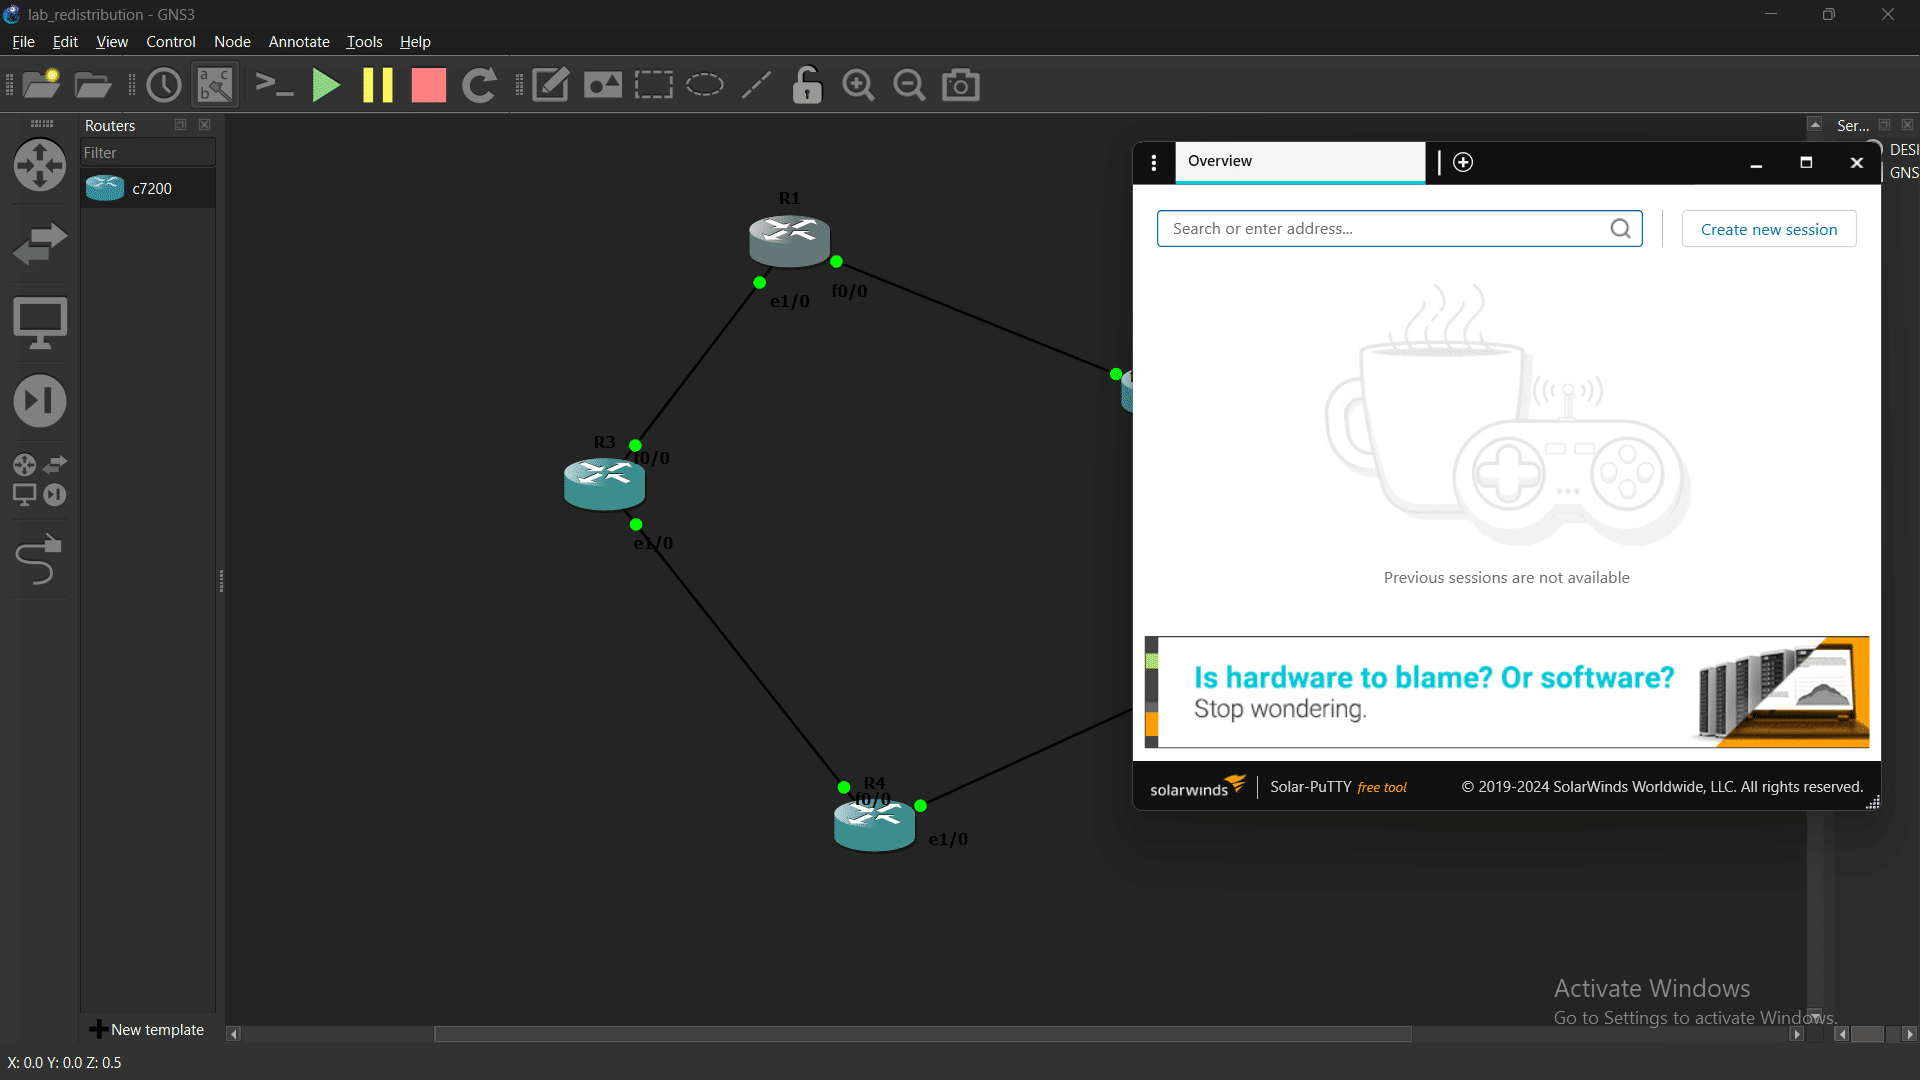 lab_redistribution - GNS3
File Edit View Control Node Annotate Tools Help
a c
b
Routers
Filter
c7200
New template
R1
e1/0
f0/0
R3
f0/0
e1/0
R4
f0/0
e1/0
Ser...
DESI
GNS
Overview
Search or enter address...
Create new session
Previous sessions are not available
Is hardware to blame? Or software?
Stop wondering.
solarwinds Solar-PuTTY free tool © 2019-2024 SolarWinds Worldwide, LLC. All rights reserved.
Activate Windows
Go to Settings to activate Windows.
X: 0.0 Y: 0.0 Z: 0.5